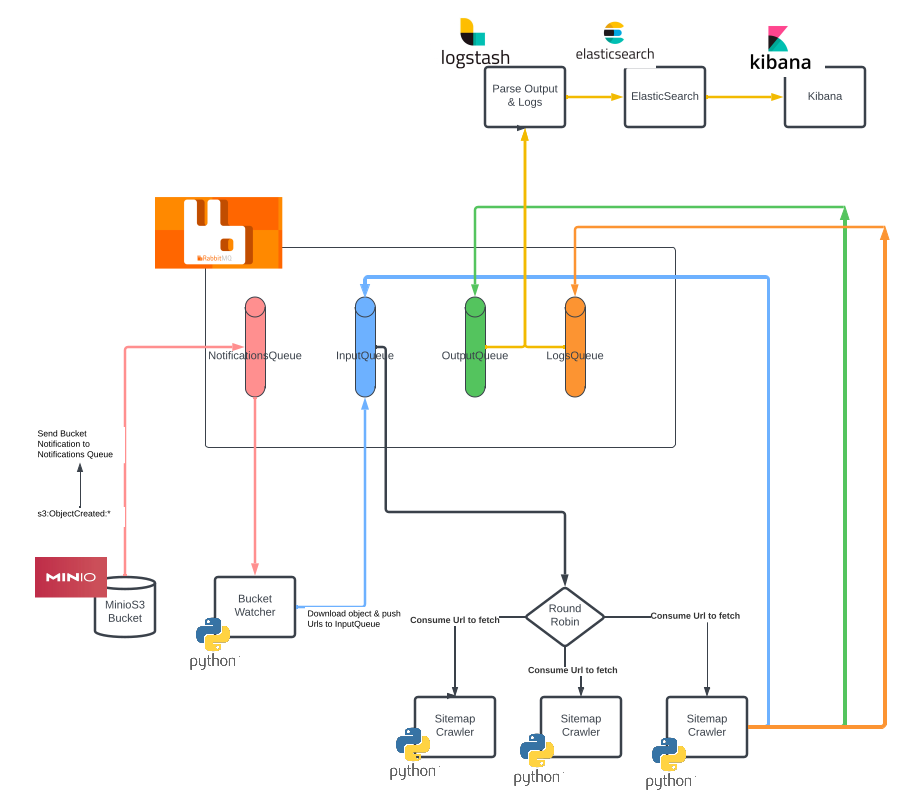 logstash
elasticsearch
kibana
Parse Output
& Logs
ElasticSearch
Kibana
RabbitMQ
NotificationsQueue
InputQueue
OutputQueue
LogsQueue
Send Bucket
Notification to
Notifications Queue
s3:ObjectCreated:*
MINIO
MinioS3
Bucket
Bucket
Watcher
python
Download object & push
Urls to InputQueue
Round
Robin
Consume Url to fetch
Consume Url to fetch
Consume Url to fetch
Sitemap
Crawler
python
Sitemap
Crawler
python
Sitemap
Crawler
python